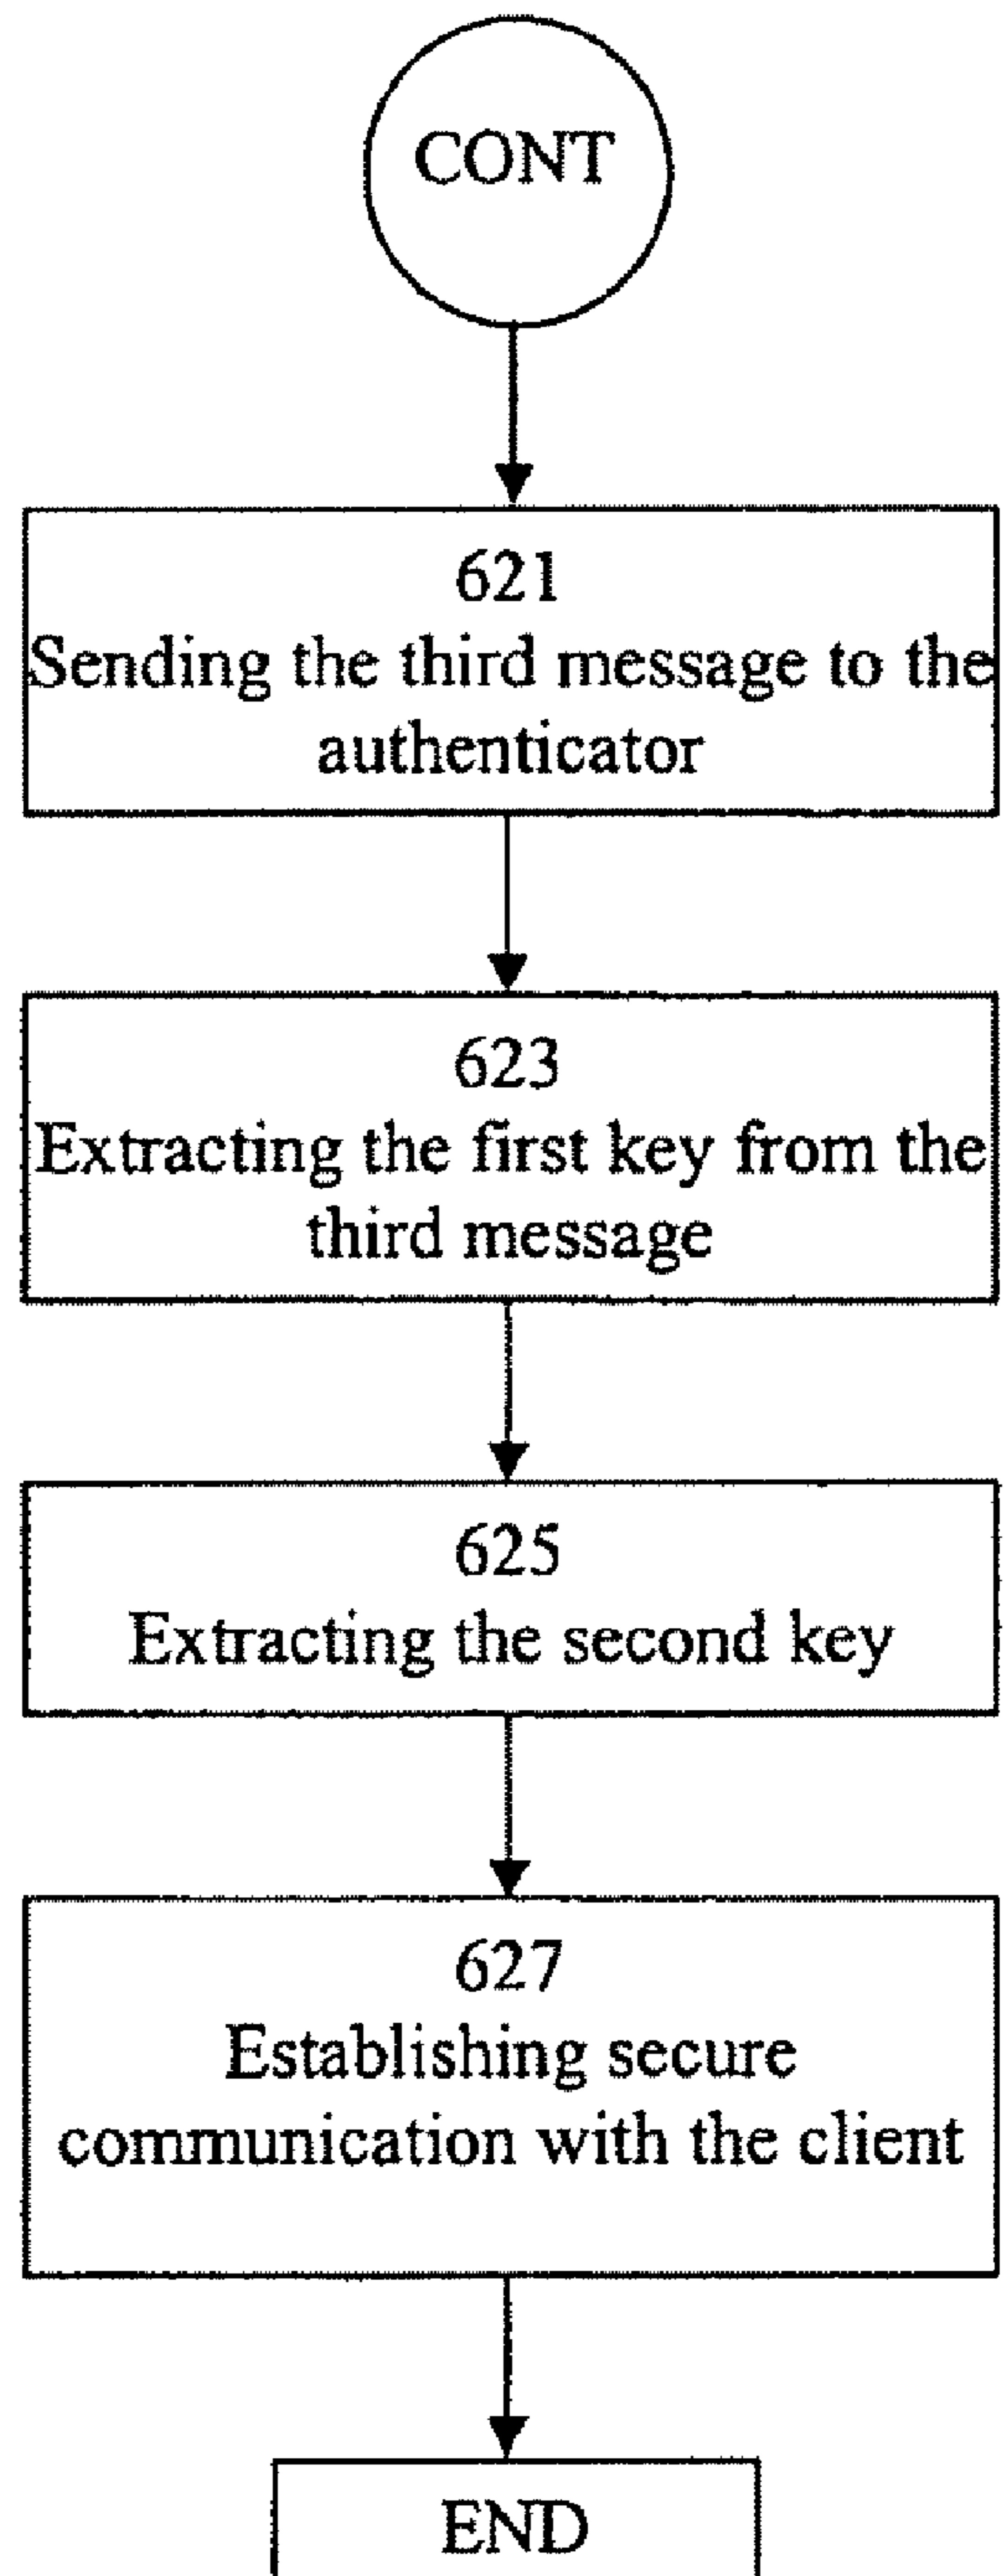 CONT
621
Sending the third message to the
authenticator
623
Extracting the first key from the
third message
625
Extracting the second key
627
Establishing secure
communication with the client
END